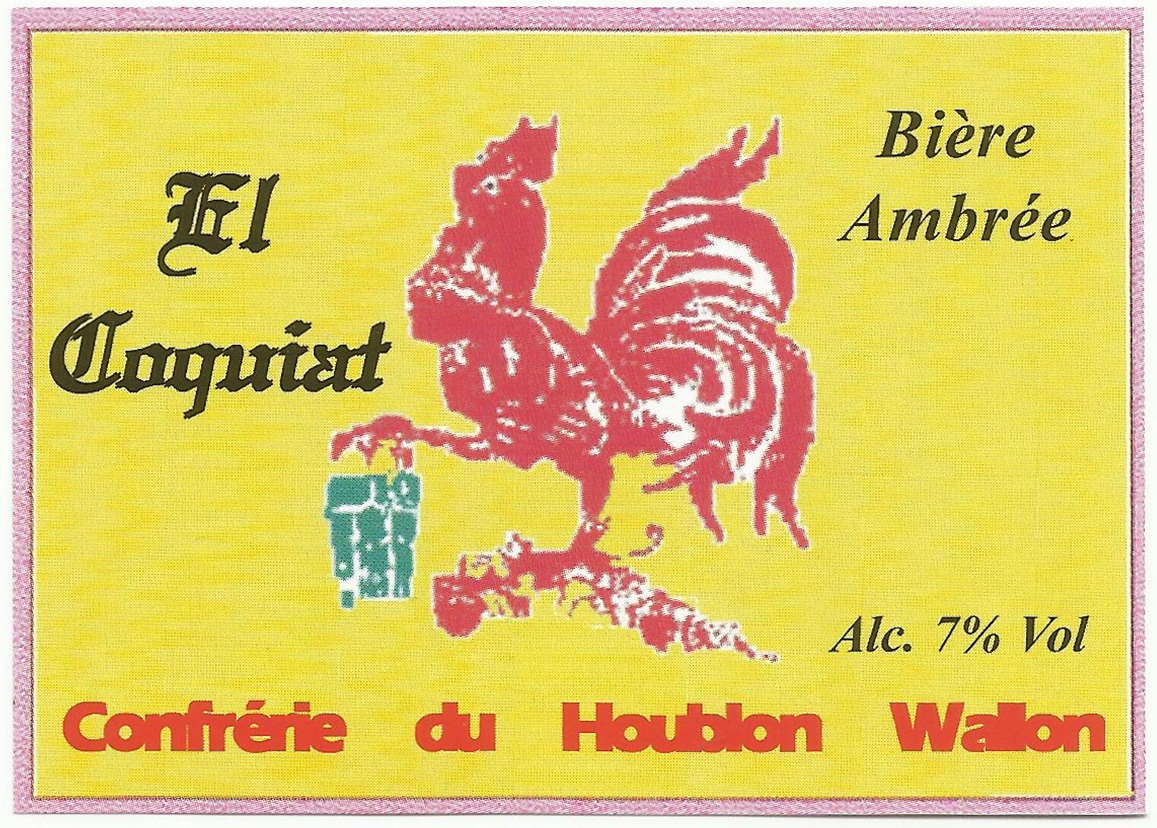 El
Coquiat
Bière
Ambrée
Alc. 7% Vol
Confrérie du Houblon Wallon